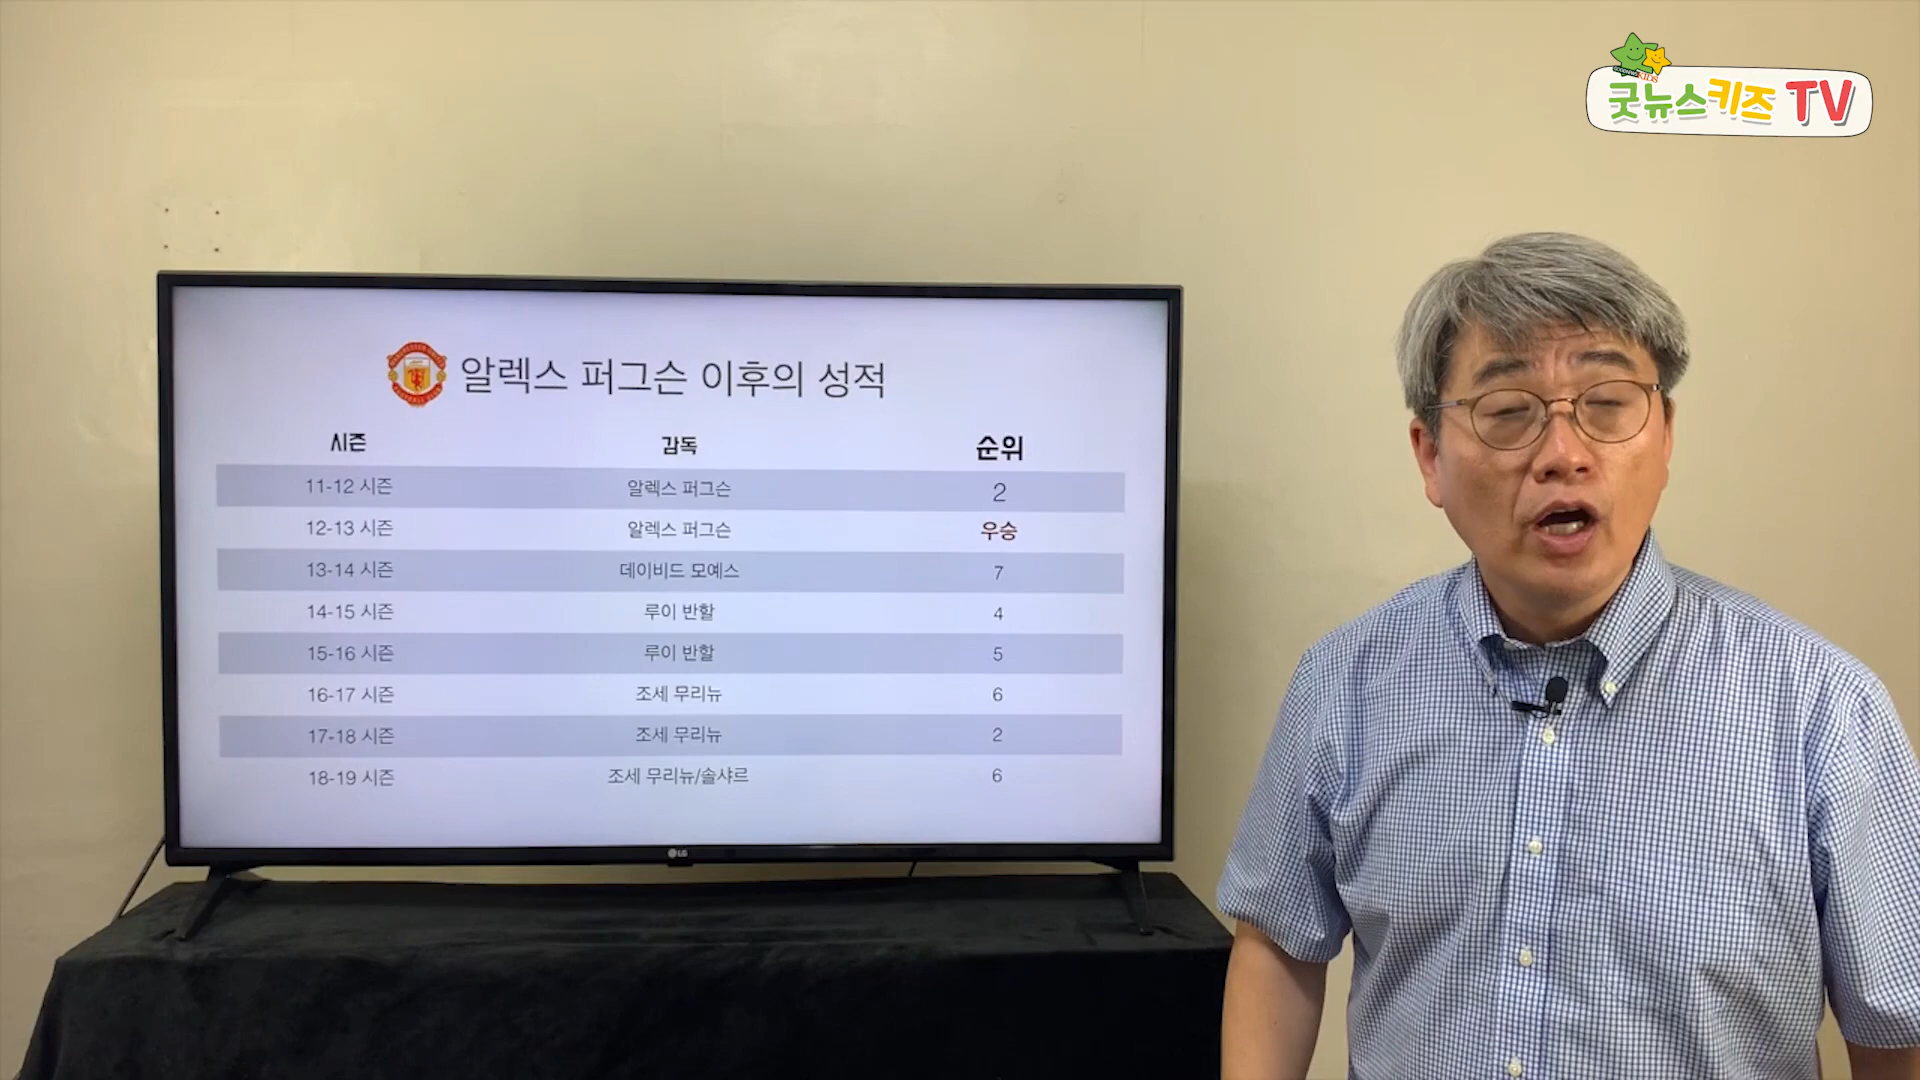 굿뉴스키즈 TV
알렉스 퍼그슨 이후의 성적
시즌 감독 순위
11-12 시즌 알렉스 퍼그슨 2
12-13 시즌 알렉스 퍼그슨 우승
13-14 시즌 데이비드 모예스 7
14-15 시즌 루이 반할 4
15-16 시즌 루이 반할 5
16-17 시즌 조세 무리뉴 6
17-18 시즌 조세 무리뉴 2
18-19 시즌 조세 무리뉴/솔샤르 6
LG